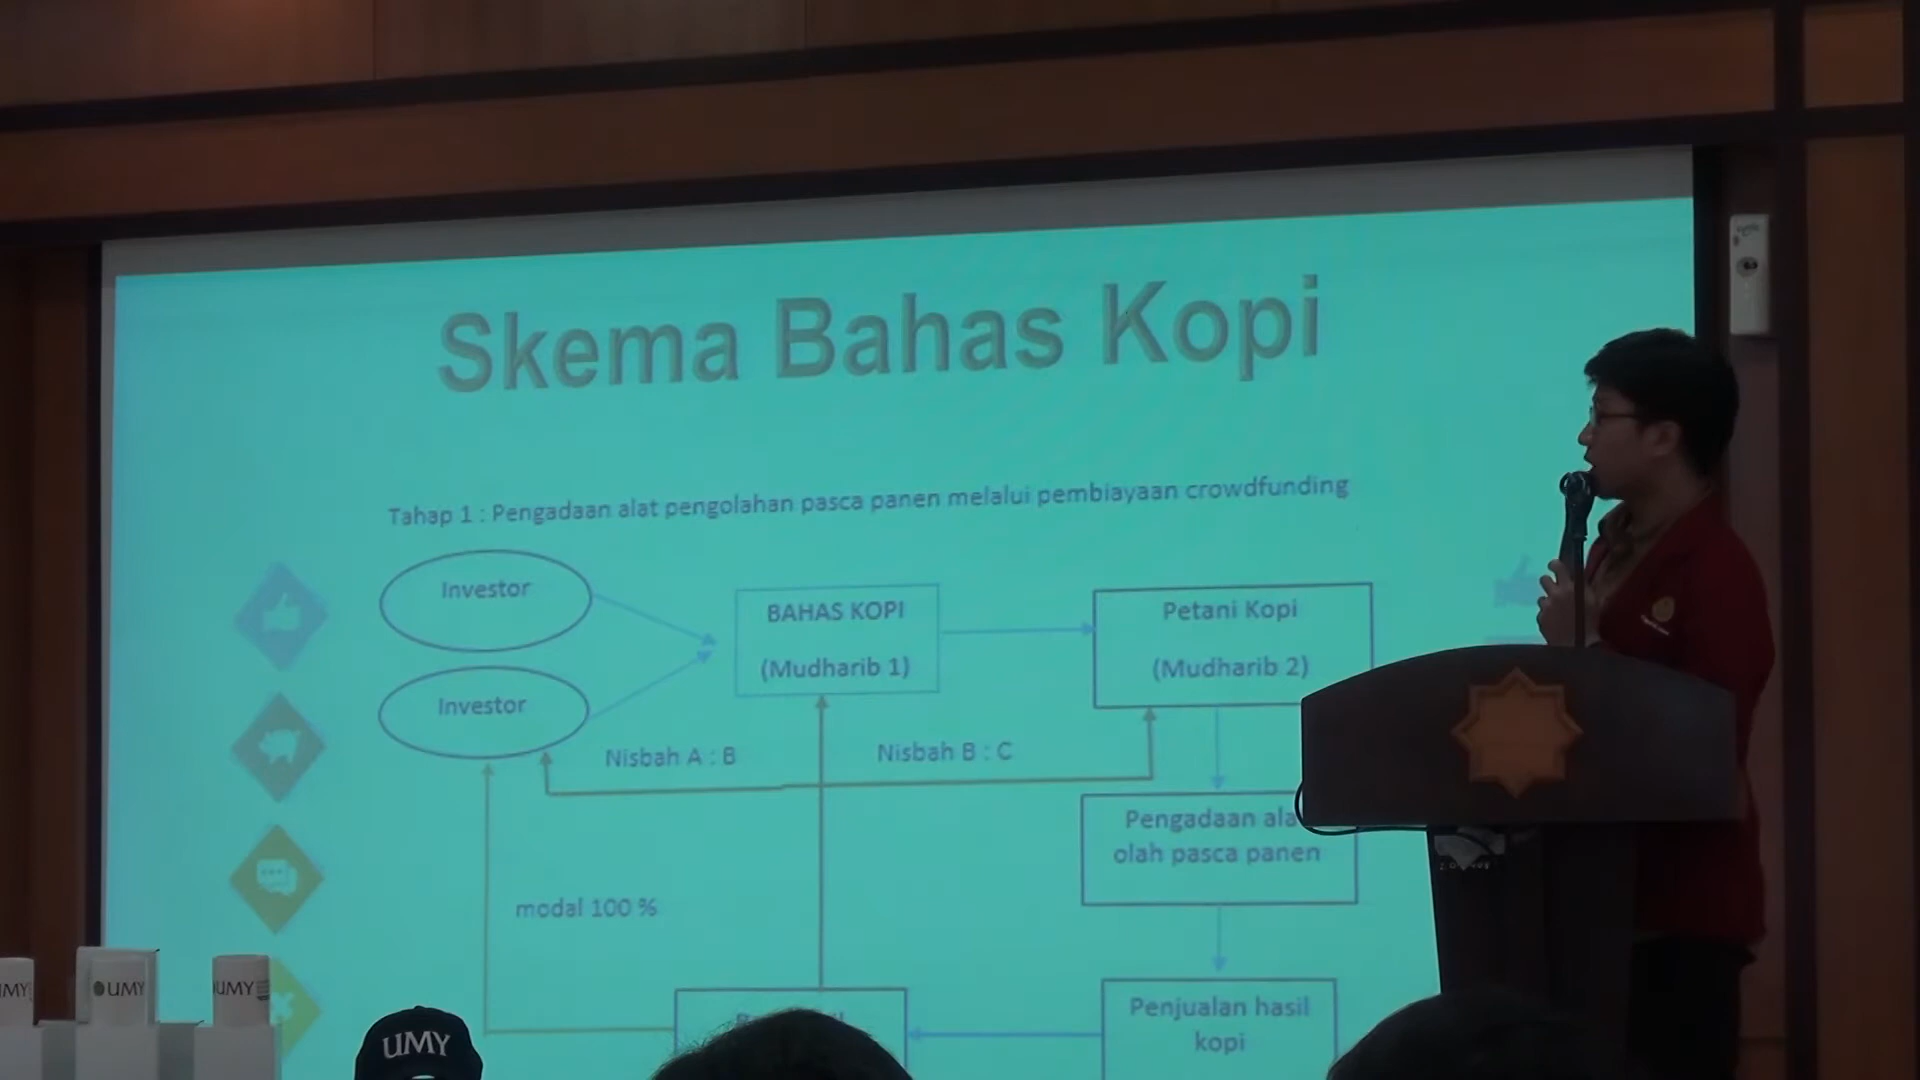 Skema Bahas Kopi
Tahap 1 : Pengadaan alat pengolahan pasca panen melalui pembiayaan crowdfunding
Investor
BAHAS KOPI
(Mudharib 1)
Petani Kopi
(Mudharib 2)
Investor
Nisbah A : B
Nisbah B : C
Pengadaan ala
olah pasca panen
modal 100 %
Penjualan hasil
kopi
UMY
UMY
UMY
UMY